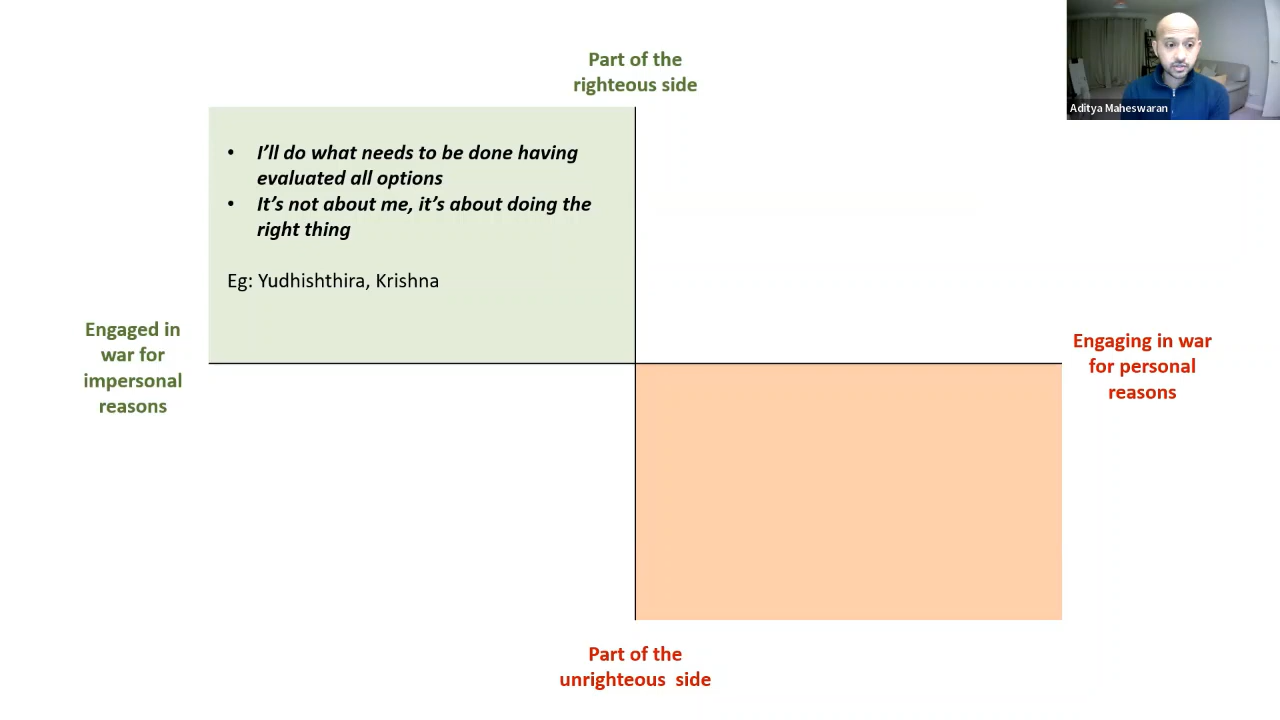 Part of the
righteous side
Aditya Maheswaran
• I'll do what needs to be done having
evaluated all options
• It's not about me, it's about doing the
right thing
Eg: Yudhishthira, Krishna
Engaged in
war for
impersonal
reasons
Engaging in war
for personal
reasons
Part of the
unrighteous side